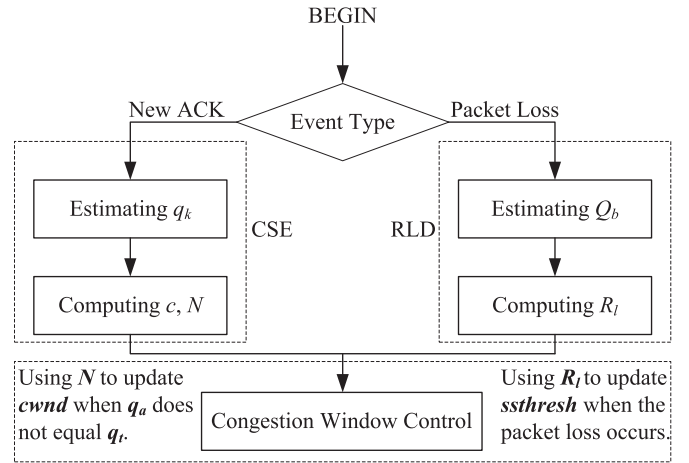 BEGIN
New ACK
Event Type
Packet Loss
Estimating q_k
CSE
RLD
Estimating Q_b
Computing c, N
Computing R_l
Using N to update
cwnd when q_a does
not equal q_t.
Congestion Window Control
Using R_l to update
ssthresh when the
packet loss occurs.